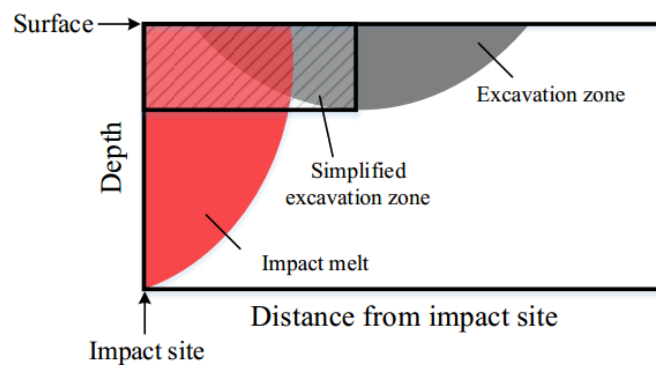 Surface
Excavation zone
Simplified
excavation zone
Depth
Impact melt
Distance from impact site
Impact site